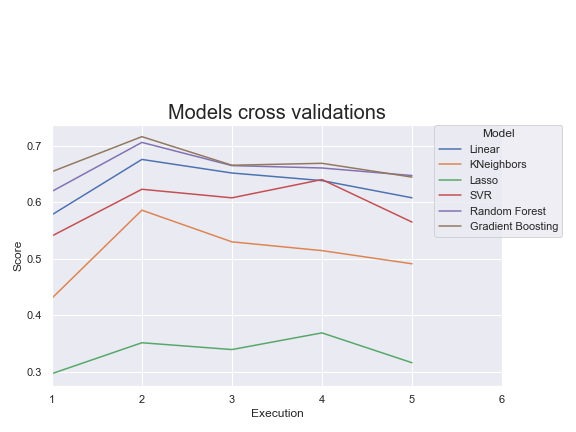 Models cross validations
Model
Linear
KNeighbors
Lasso
SVR
Random Forest
Gradient Boosting
Score
0.7
0.6
0.5
0.4
0.3
1 2 3 4 5 6
Execution